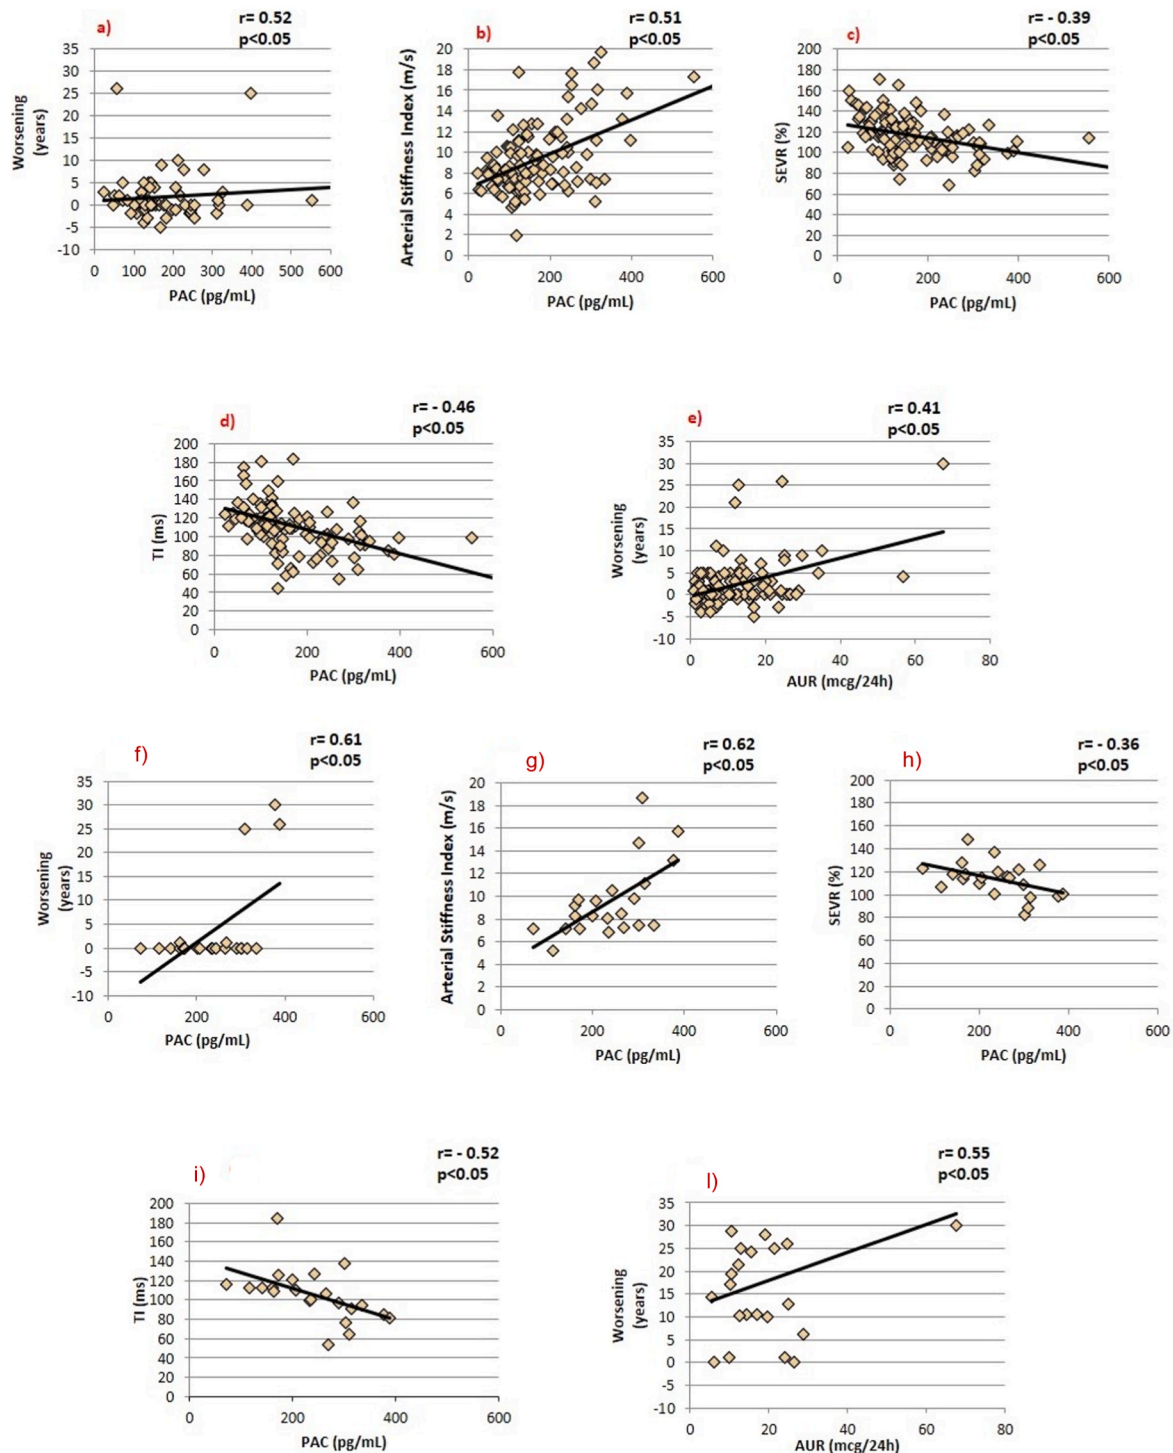 a)
r= 0.52
p<0.05
Worsening
(years)
35
30
25
20
15
10
5
0
-5
-10
0 100 200 300 400 500 600
PAC (pg/mL)
b)
r= 0.51
p<0.05
Arterial Stiffness Index (m/s)
20
18
16
14
12
10
8
6
4
2
0
0 200 400 600
PAC (pg/mL)
c)
r= - 0.39
p<0.05
SEVR (%)
200
180
160
140
120
100
80
60
40
20
0
0 200 400 600
PAC (pg/mL)
d)
r= - 0.46
p<0.05
TI (ms)
200
180
160
140
120
100
80
60
40
20
0
0 200 400 600
PAC (pg/mL)
e)
r= 0.41
p<0.05
Worsening
(years)
35
30
25
20
15
10
5
0
-5
-10
0 20 40 60 80
AUR (mcg/24h)
f)
r= 0.61
p<0.05
Worsening
(years)
35
30
25
20
15
10
5
0
-5
-10
0 200 400 600
PAC (pg/mL)
g)
r= 0.62
p<0.05
Arterial Stiffness Index (m/s)
20
18
16
14
12
10
8
6
4
2
0
0 200 400 600
PAC (pg/mL)
h)
r= - 0.36
p<0.05
SEVR (%)
200
180
160
140
120
100
80
60
40
20
0
0 200 400 600
PAC (pg/mL)
i)
r= - 0.52
p<0.05
TI (ms)
200
180
160
140
120
100
80
60
40
20
0
0 200 400 600
PAC (pg/mL)
l)
r= 0.55
p<0.05
Worsening
(years)
35
30
25
20
15
10
5
0
-5
-10
0 20 40 60 80
AUR (mcg/24h)